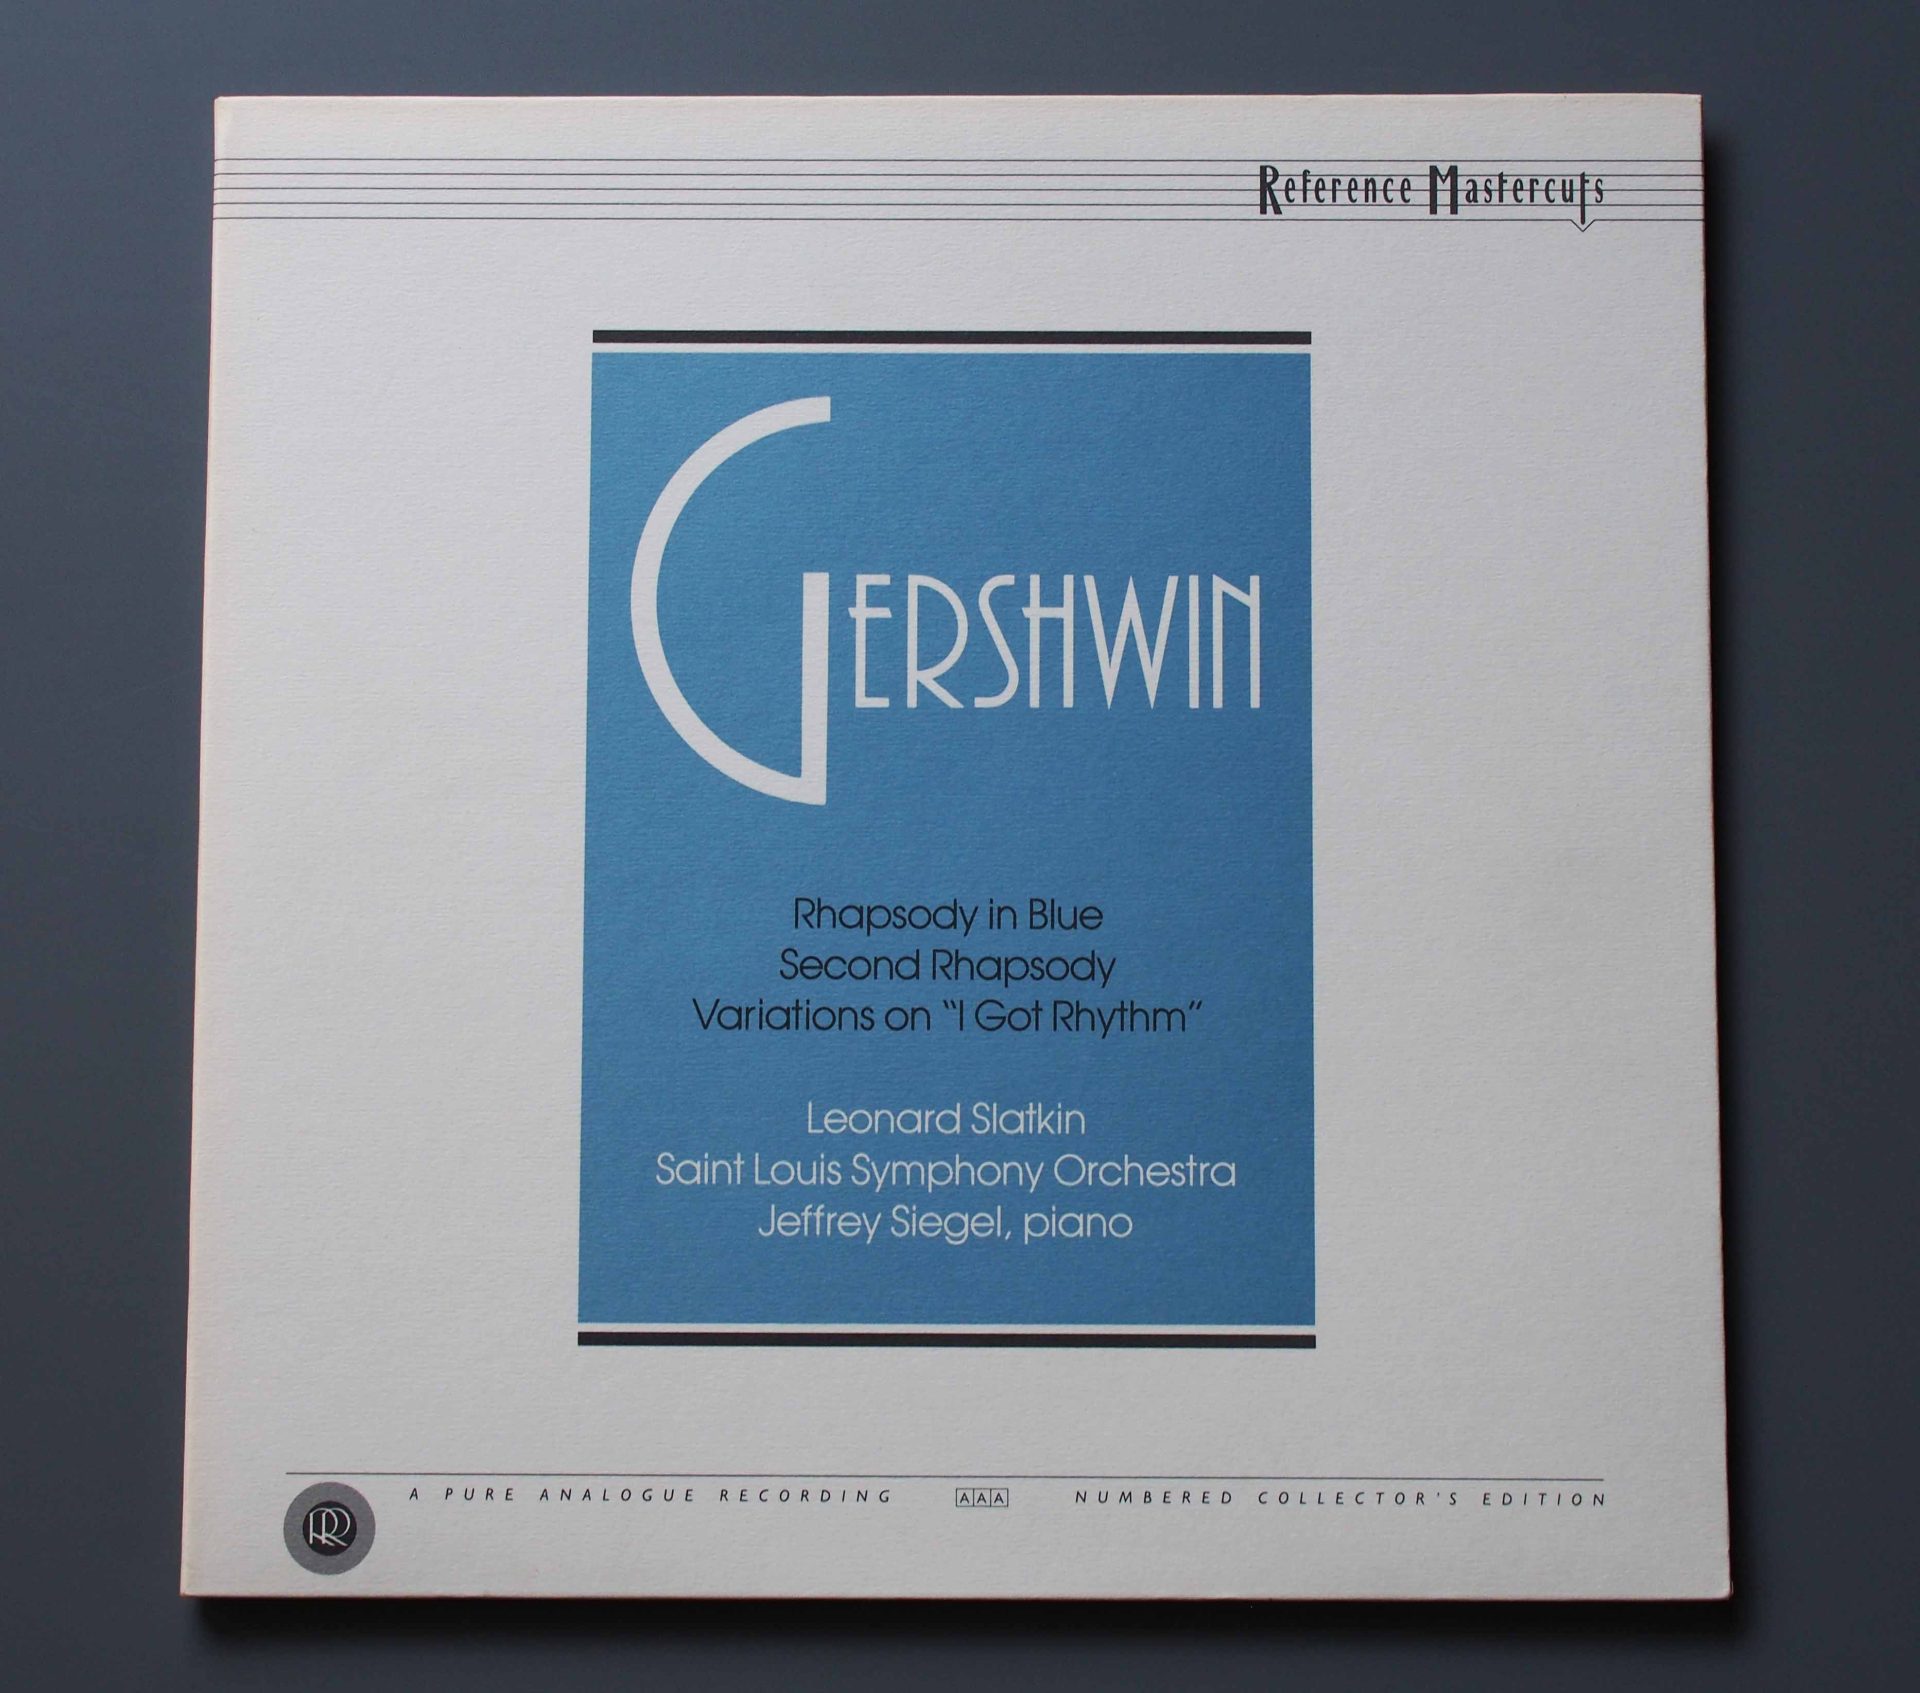 Reference Mastercuts
GERSHWIN
Rhapsody in Blue
Second Rhapsody
Variations on "I Got Rhythm"
Leonard Slatkin
Saint Louis Symphony Orchestra
Jeffrey Siegel, piano
A PURE ANALOGUE RECORDING AAA NUMBERED COLLECTOR'S EDITION
RR